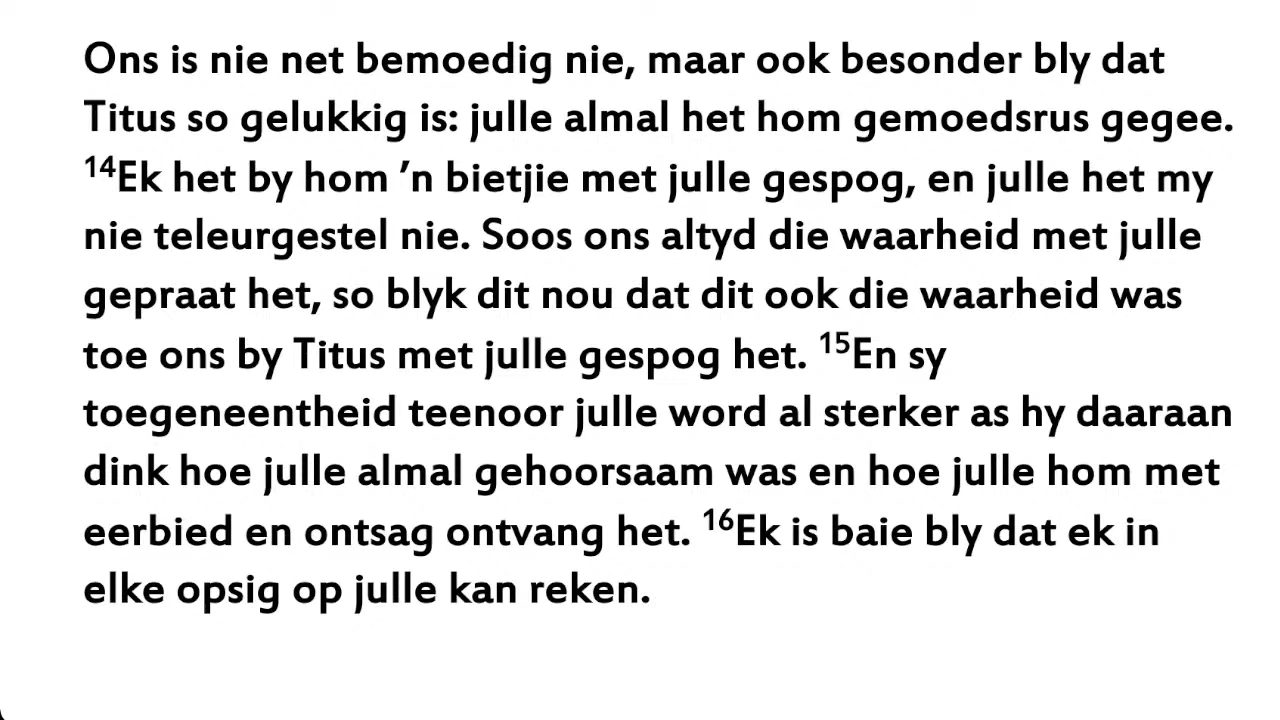 Ons is nie net bemoedig nie, maar ook besonder bly dat
Titus so gelukkig is: julle almal het hom gemoedsrus gegee.
¹⁴Ek het by hom ’n bietjie met julle gespog, en julle het my
nie teleurgestel nie. Soos ons altyd die waarheid met julle
gepraat het, so blyk dit nou dat dit ook die waarheid was
toe ons by Titus met julle gespog het. ¹⁵En sy
toegeneentheid teenoor julle word al sterker as hy daaraan
dink hoe julle almal gehoorsaam was en hoe julle hom met
eerbied en ontsag ontvang het. ¹⁶Ek is baie bly dat ek in
elke opsig op julle kan reken.